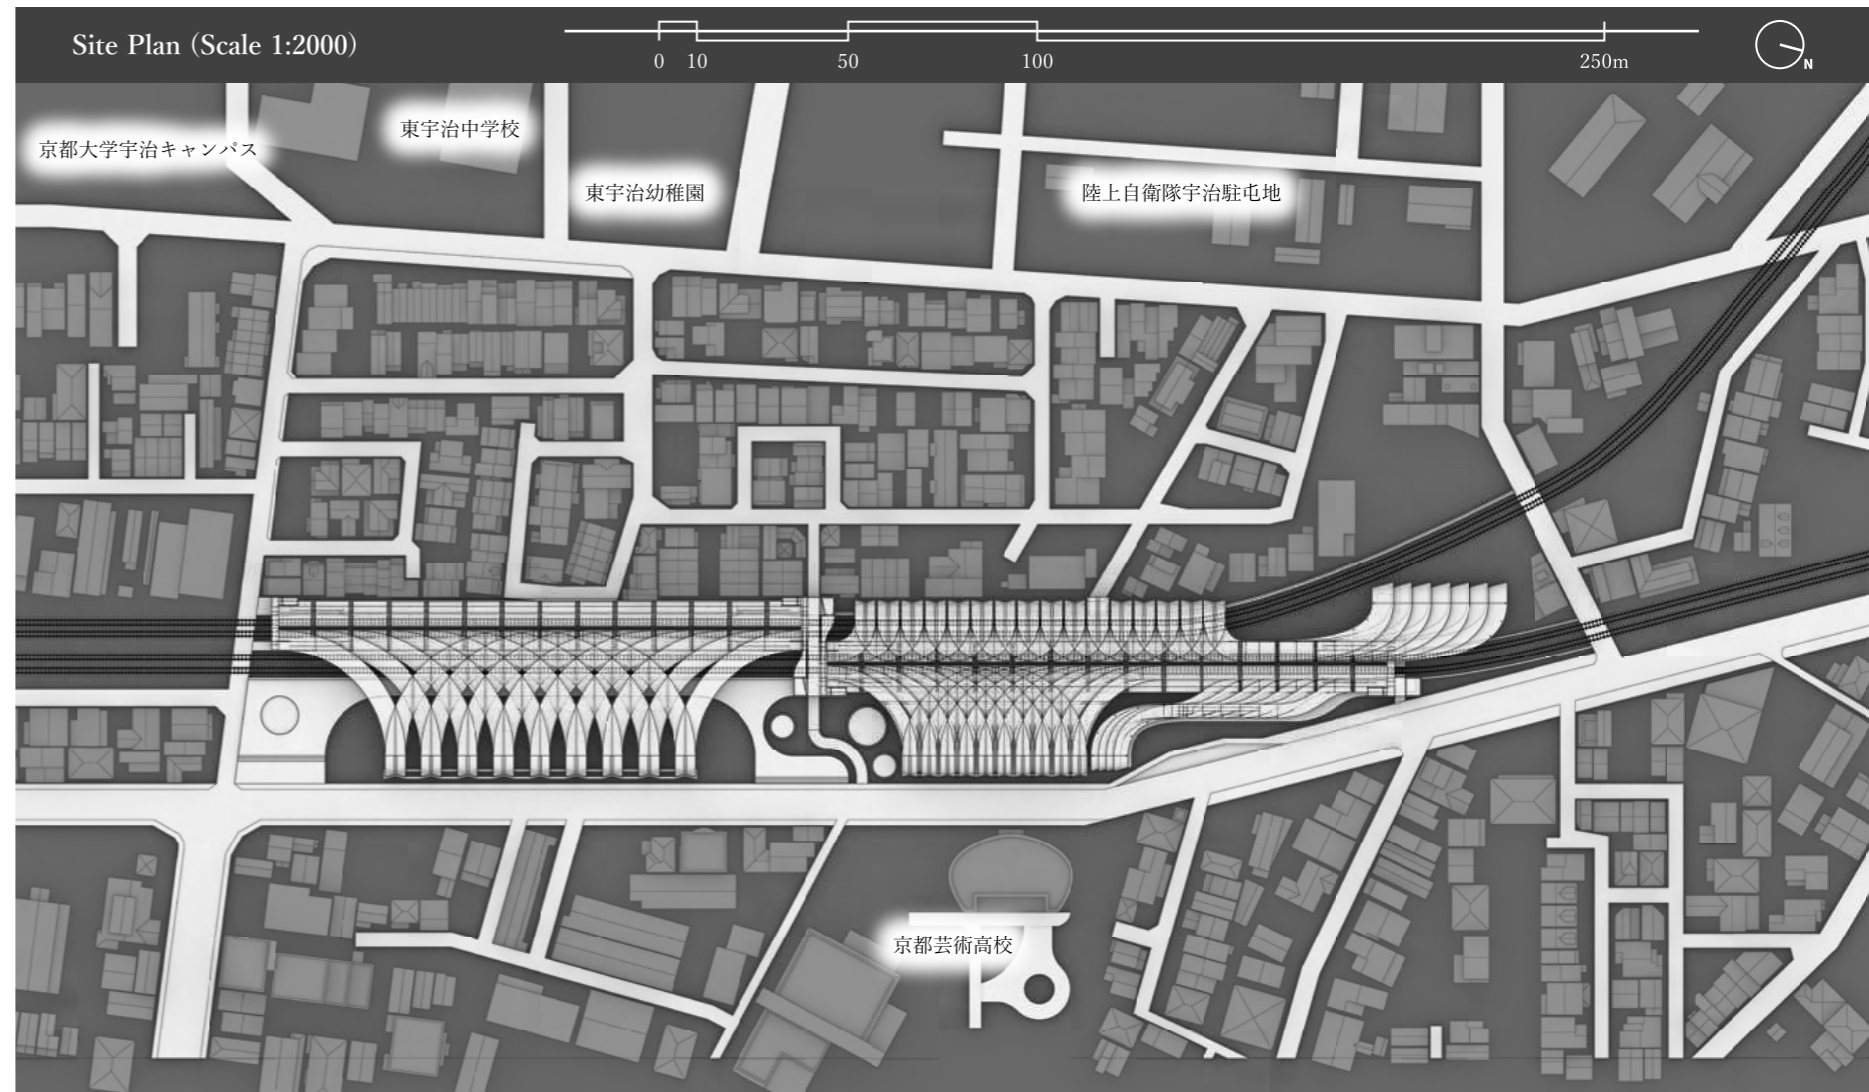 Site Plan (Scale 1:2000)
0 10 50 100 250m
N
東宇治中学校
京都大学宇治キャンパス
東宇治幼稚園
陸上自衛隊宇治駐屯地
京都芸術高校